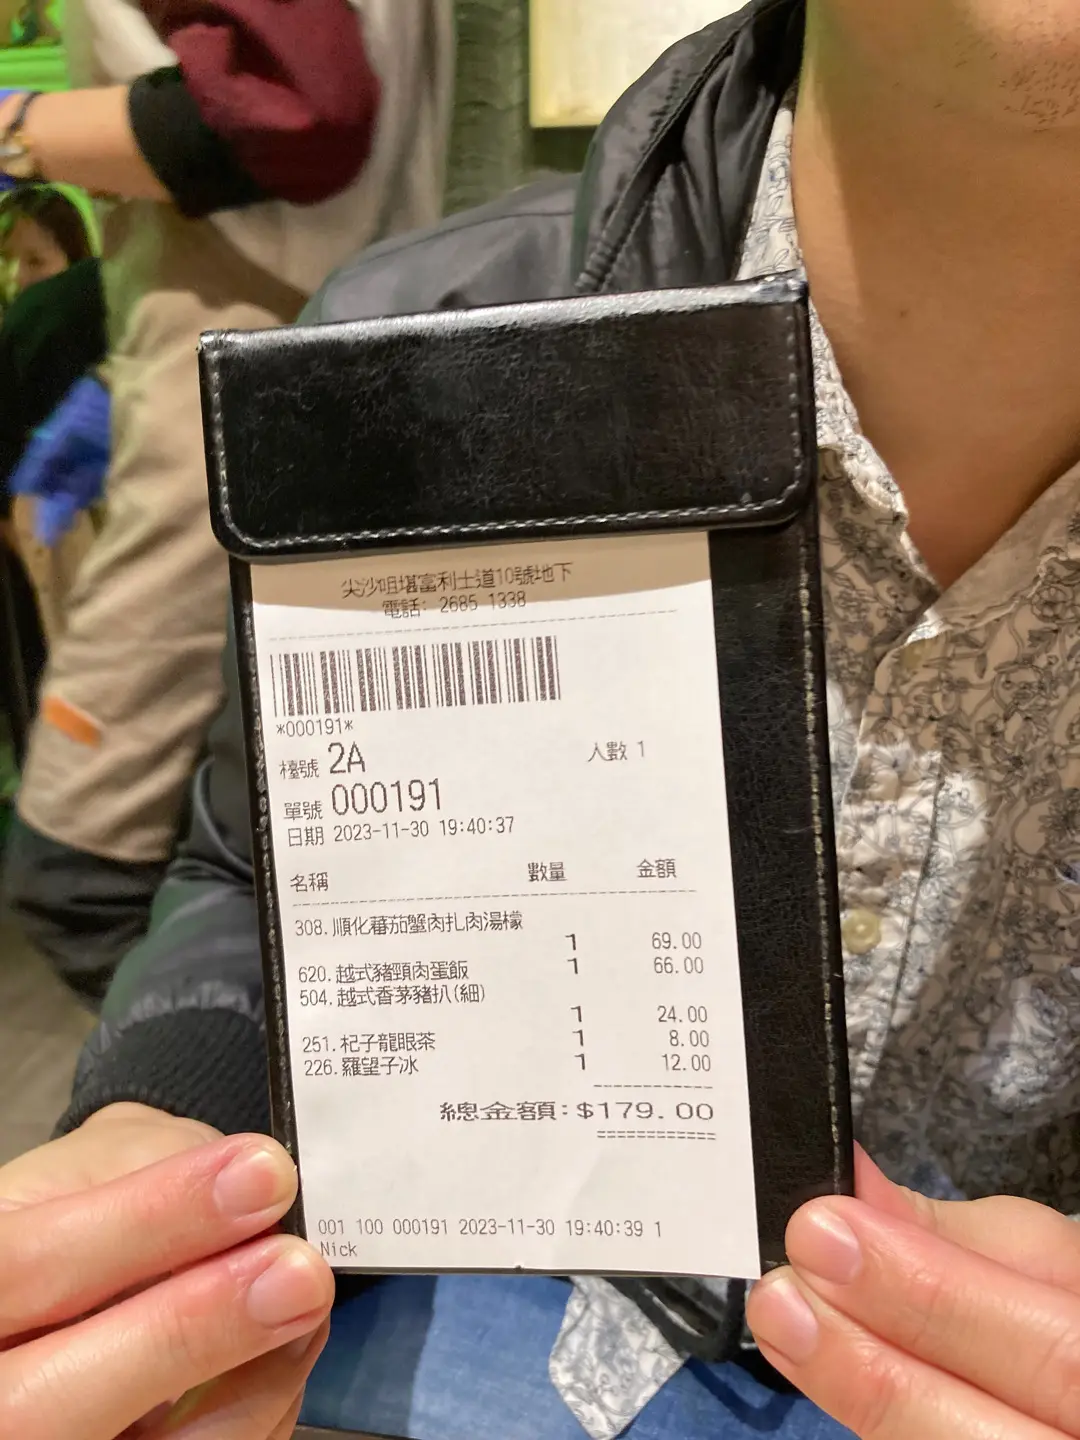 尖沙咀堪富利士道10號地下
電話: 2685 1338
*000191*
檯號 2A 人數 1
單號 000191
日期 2023-11-30 19:40:37
名稱 數量 金額
308. 順化蕃茄蟹肉扎肉湯檬
1 69.00
620. 越式豬頸肉蛋飯 1 66.00
504. 越式香茅豬扒(細)
1 24.00
251. 杞子龍眼茶 1 8.00
226. 羅望子冰 1 12.00
總金額: $179.00
001 100 000191 2023-11-30 19:40:39 1
Nick